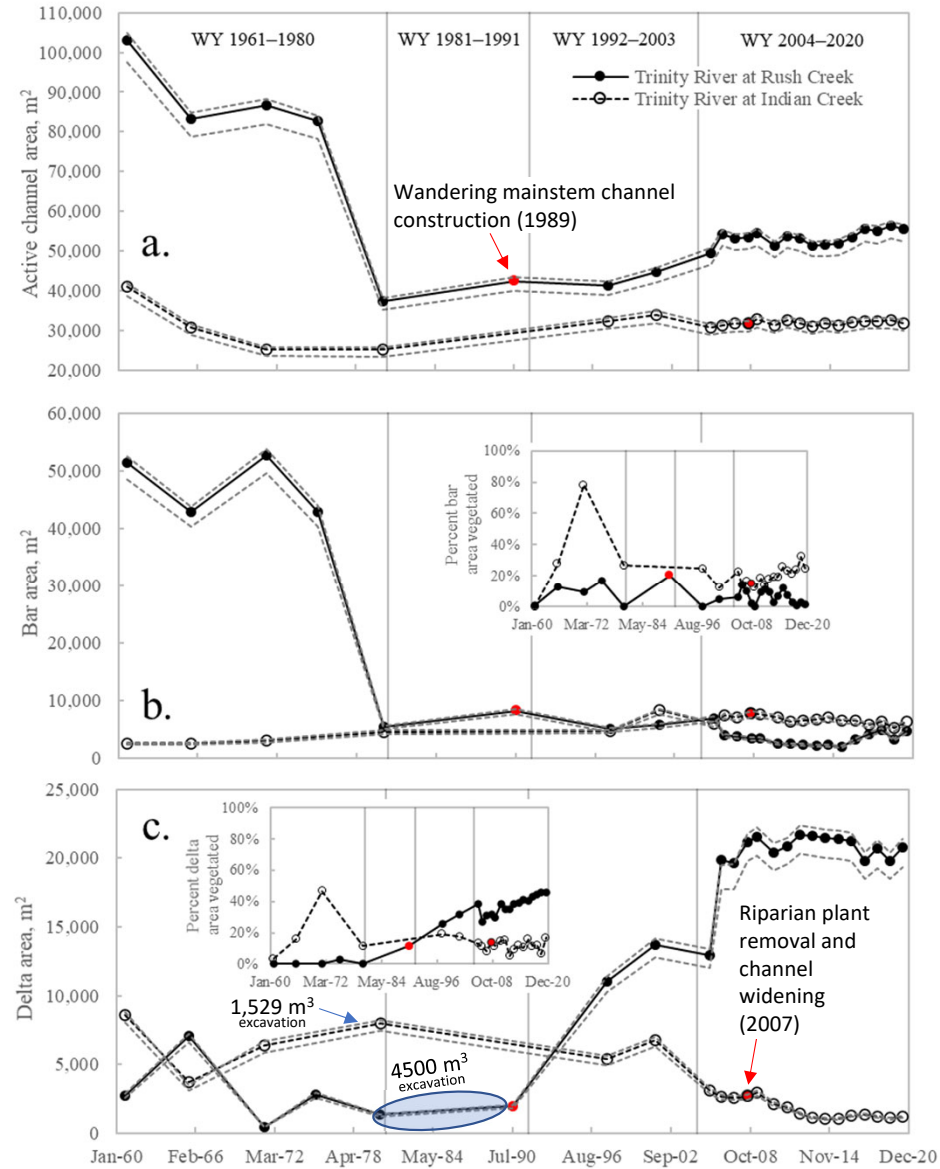 110,000
100,000
90,000
80,000
70,000
60,000
50,000
40,000
30,000
20,000
Active channel area, m²
WY 1961–1980
WY 1981–1991
WY 1992–2003
WY 2004–2020
Trinity River at Rush Creek
Trinity River at Indian Creek
Wandering mainstem channel
construction (1989)
a.
60,000
50,000
40,000
30,000
20,000
10,000
0
Bar area, m²
100%
80%
60%
40%
20%
0%
Percent bar
area vegetated
Jan-60
Mar-72
May-84
Aug-96
Oct-08
Dec-20
b.
25,000
20,000
15,000
10,000
5,000
0
Delta area, m²
c.
100%
80%
60%
40%
20%
0%
Percent delta
area vegetated
Jan-60
Mar-72
May-84
Aug-96
Oct-08
Dec-20
1,529 m³
excavation
4500 m³
excavation
Riparian plant
removal and
channel
widening
(2007)
Jan-60
Feb-66
Mar-72
Apr-78
May-84
Jul-90
Aug-96
Sep-02
Oct-08
Nov-14
Dec-20